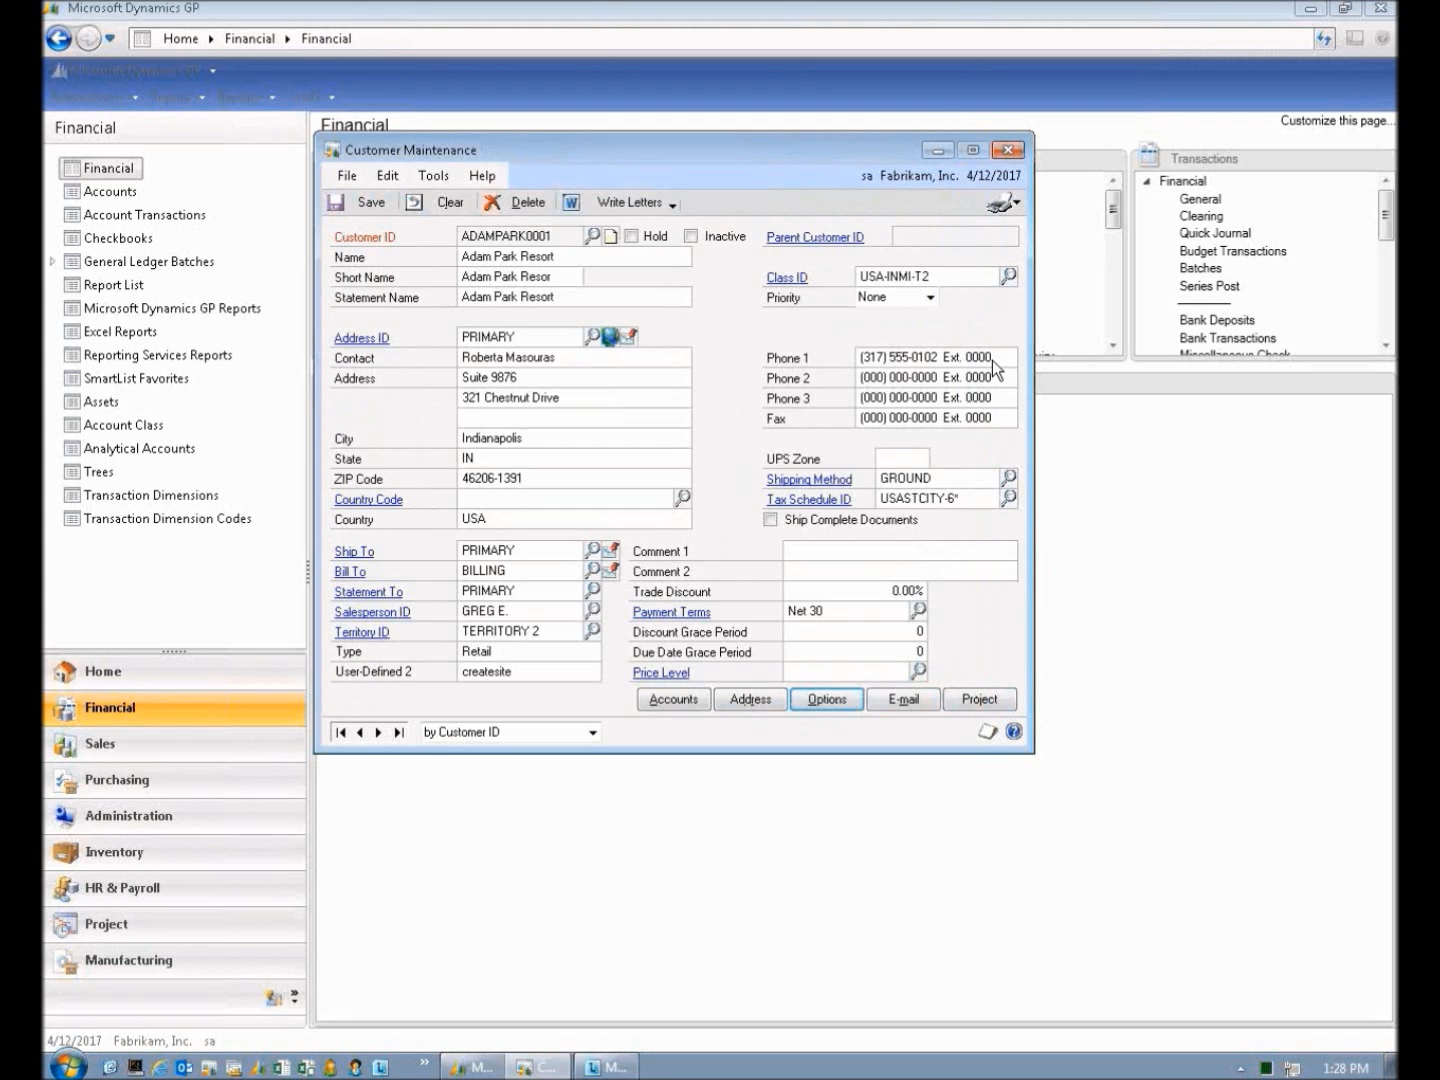 Microsoft Dynamics GP
Home Financial Financial
Customize this page...
Financial
Financial
Accounts
Account Transactions
Checkbooks
General Ledger Batches
Report List
Microsoft Dynamics GP Reports
Excel Reports
Reporting Services Reports
SmartList Favorites
Assets
Account Class
Analytical Accounts
Trees
Transaction Dimensions
Transaction Dimension Codes
Home
Financial
Sales
Purchasing
Administration
Inventory
HR & Payroll
Project
Manufacturing
Financial
Customer Maintenance
File Edit Tools Help
sa Fabrikam, Inc. 4/12/2017
Save Clear Delete Write Letters
Customer ID ADAMPARK0001 Hold Inactive Parent Customer ID
Name Adam Park Resort
Short Name Adam Park Resor Class ID USA-INMI-T2
Statement Name Adam Park Resort Priority None
Address ID PRIMARY
Contact Roberta Masouras Phone 1 (317) 555-0102 Ext. 0000
Address Suite 9876 Phone 2 (000) 000-0000 Ext. 0000
321 Chestnut Drive Phone 3 (000) 000-0000 Ext. 0000
Fax (000) 000-0000 Ext. 0000
City Indianapolis
State IN UPS Zone
ZIP Code 46206-1391 Shipping Method GROUND
Country Code Tax Schedule ID USASTCITY-6*
Country USA Ship Complete Documents
Ship To PRIMARY Comment 1
Bill To BILLING Comment 2
Statement To PRIMARY Trade Discount 0.00%
Salesperson ID GREG E. Payment Terms Net 30
Territory ID TERRITORY 2 Discount Grace Period 0
Type Retail Due Date Grace Period 0
User-Defined 2 createsite Price Level
Accounts Address Options E-mail Project
by Customer ID
Transactions
Financial
General
Clearing
Quick Journal
Budget Transactions
Batches
Series Post
Bank Deposits
Bank Transactions
Miscellaneous Check
4/12/2017 Fabrikam, Inc. sa
M... C... M...
1:28 PM